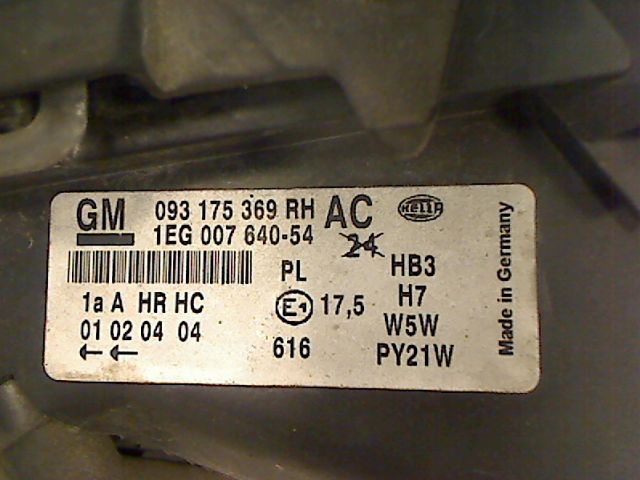 GM 093 175 369 RH AC HELLA
1EG 007 640-54 24
PL HB3
1a A HR HC E1 17,5 H7
01 02 04 04 W5W
← ← 616 PY21W
Made in Germany